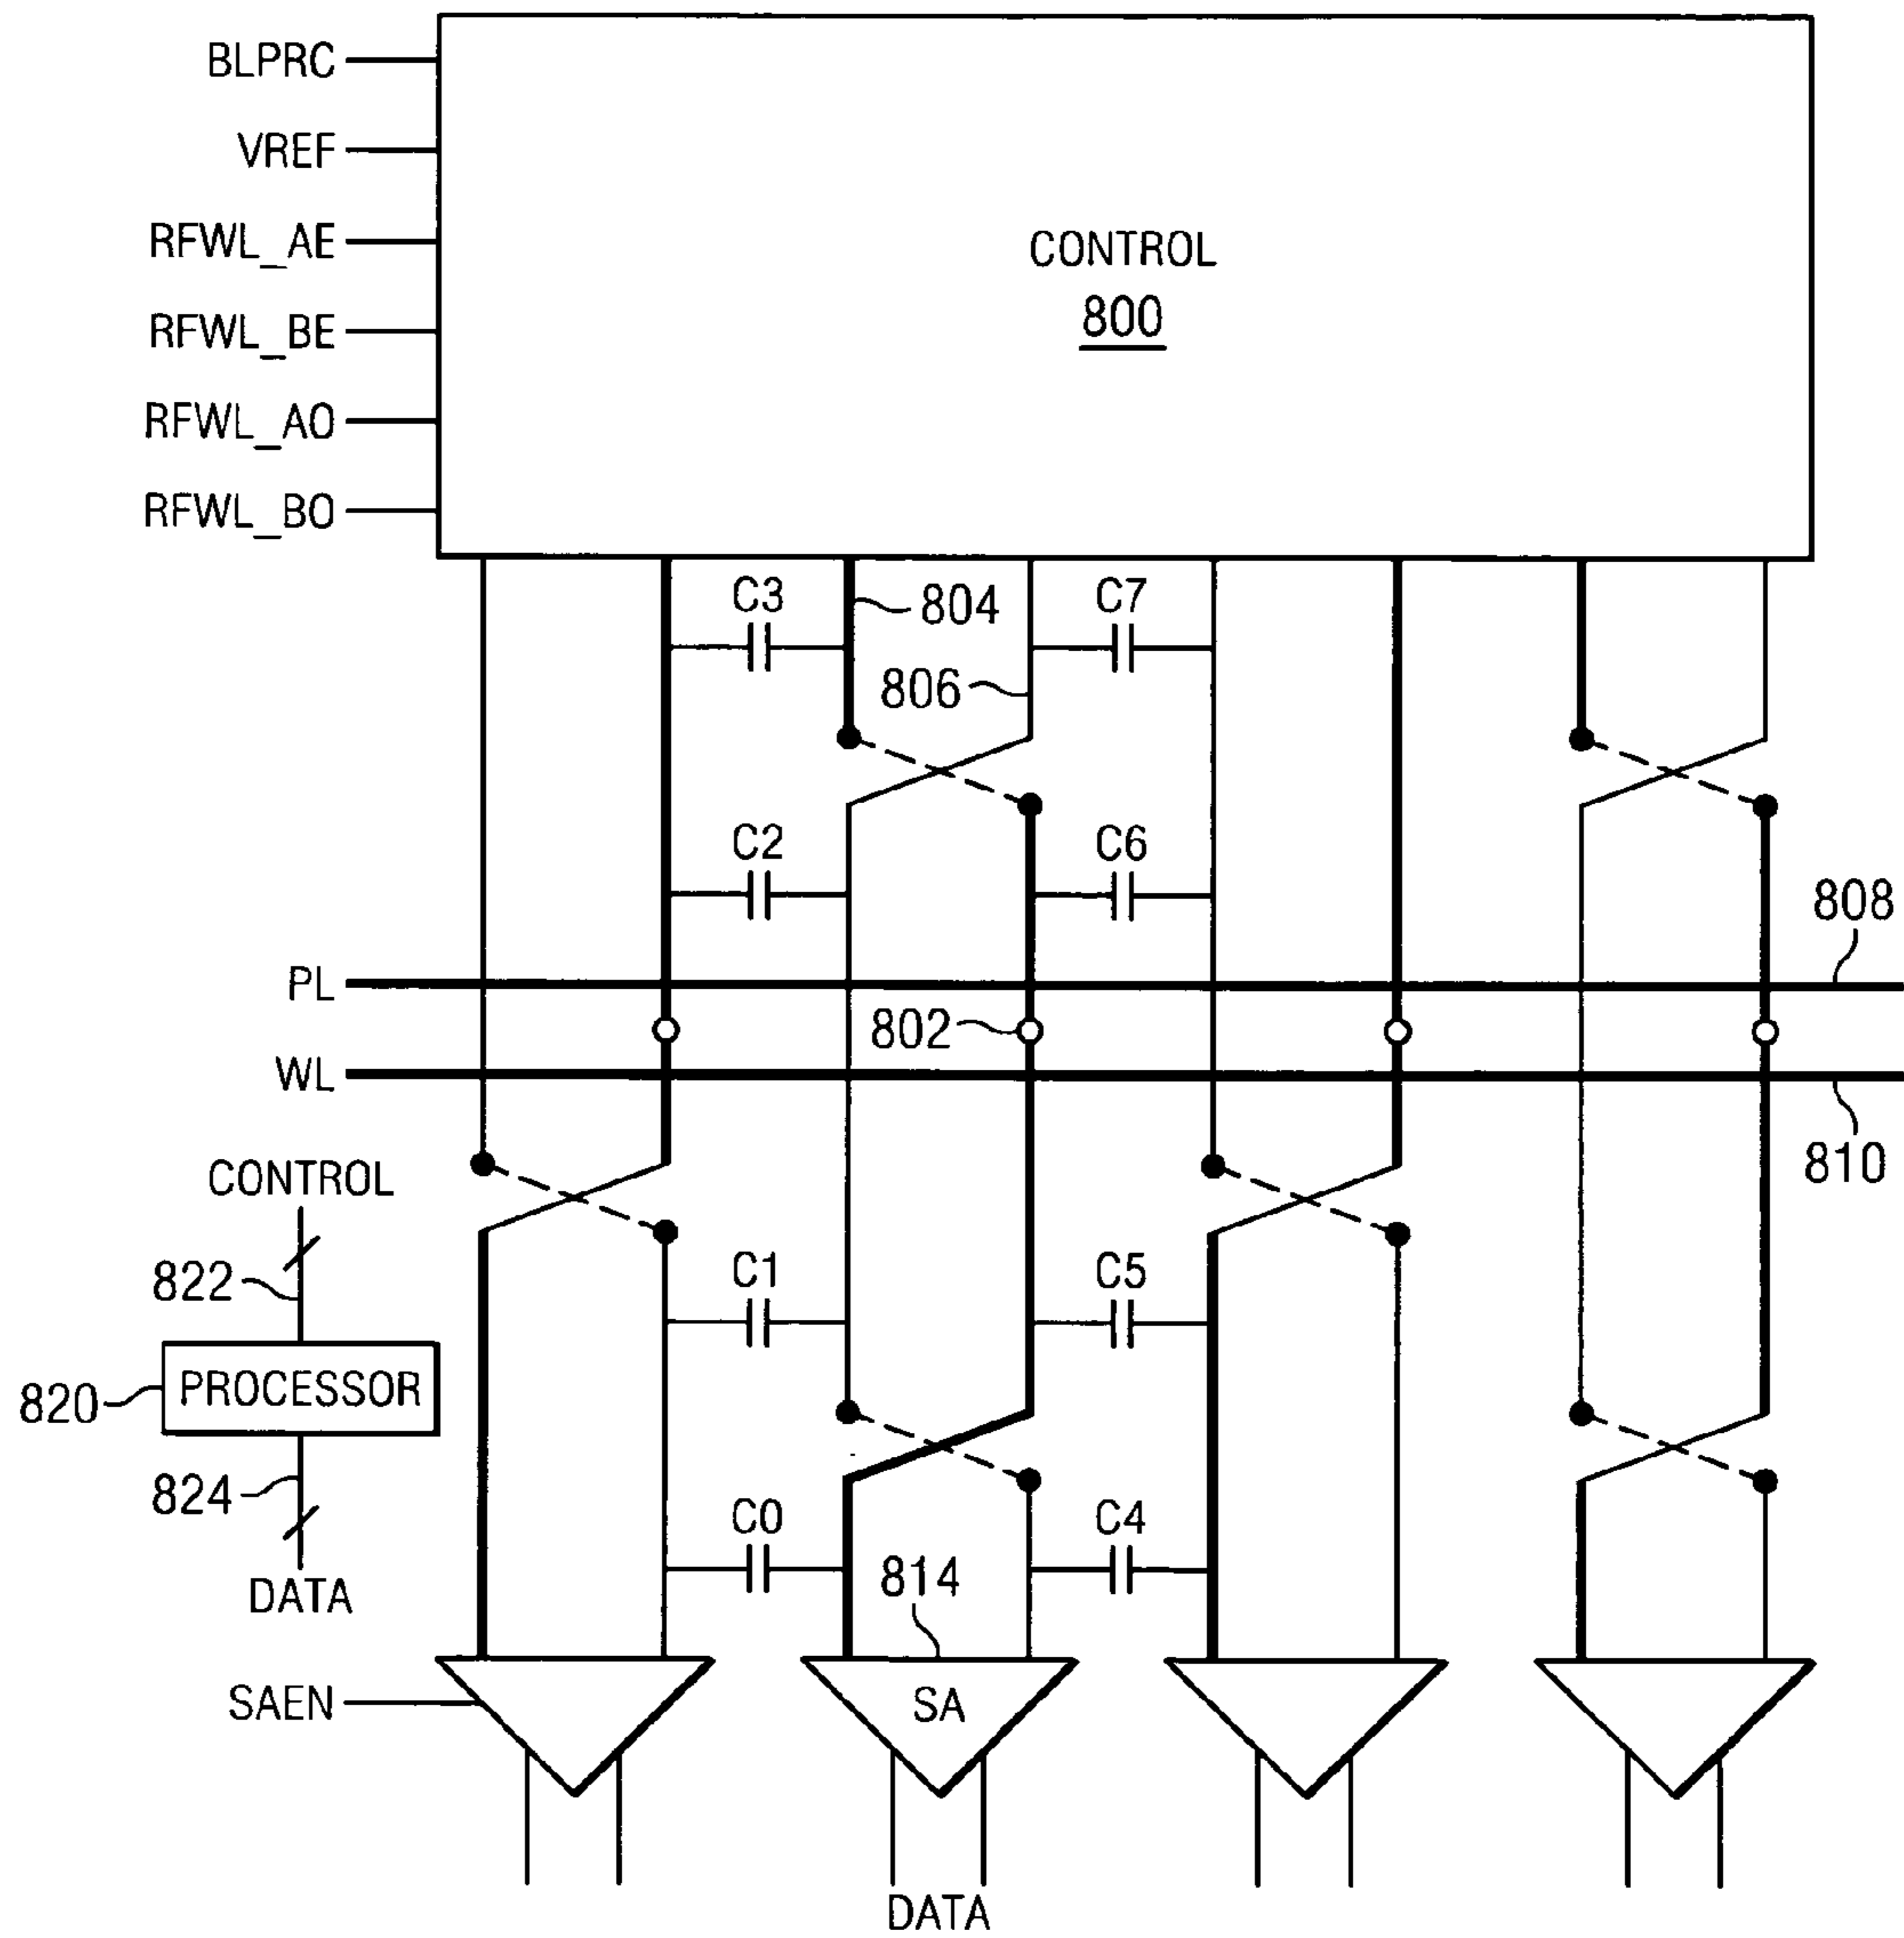 BLPRC
VREF
RFWL_AE
RFWL_BE
RFWL_AO
RFWL_BO
CONTROL
800
C3
804
C7
806
C2
C6
808
PL
802
WL
810
CONTROL
822
C1
C5
820
PROCESSOR
824
C0
C4
814
DATA
SAEN
SA
DATA